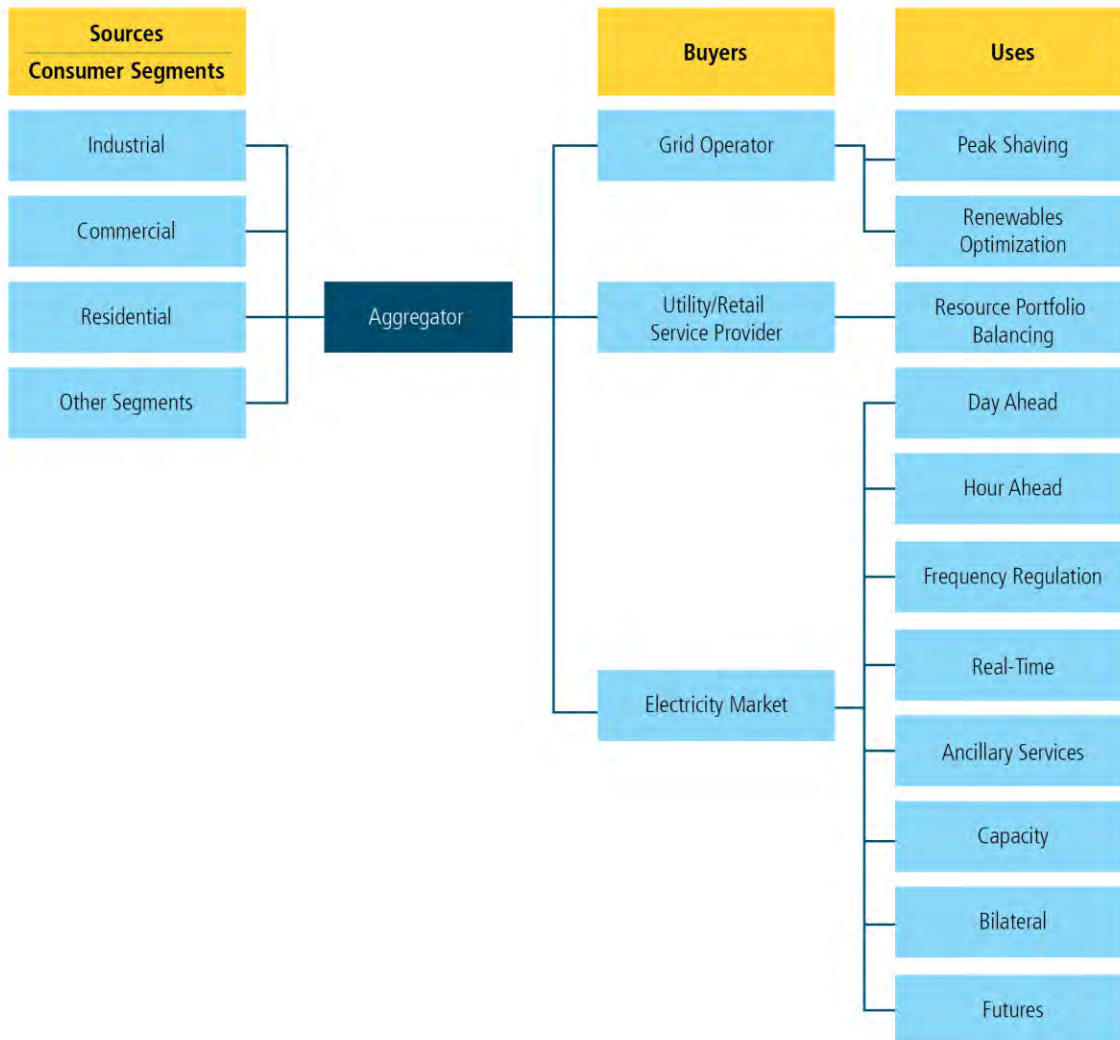 Sources
Consumer Segments
Buyers
Uses
Industrial
Commercial
Residential
Other Segments
Aggregator
Grid Operator
Utility/Retail
Service Provider
Electricity Market
Peak Shaving
Renewables
Optimization
Resource Portfolio
Balancing
Day Ahead
Hour Ahead
Frequency Regulation
Real-Time
Ancillary Services
Capacity
Bilateral
Futures